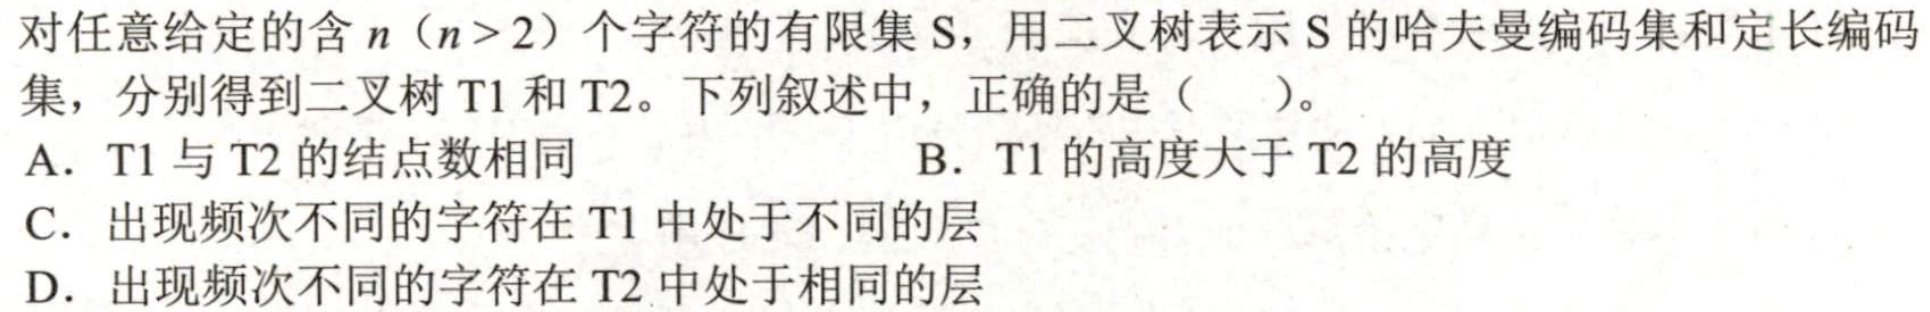 对任意给定的含 n（n > 2）个字符的有限集 S，用二叉树表示 S 的哈夫曼编码集和定长编码
集，分别得到二叉树 T1 和 T2。下列叙述中，正确的是（ ）。
A. T1 与 T2 的结点数相同 B. T1 的高度大于 T2 的高度
C. 出现频次不同的字符在 T1 中处于不同的层
D. 出现频次不同的字符在 T2 中处于相同的层